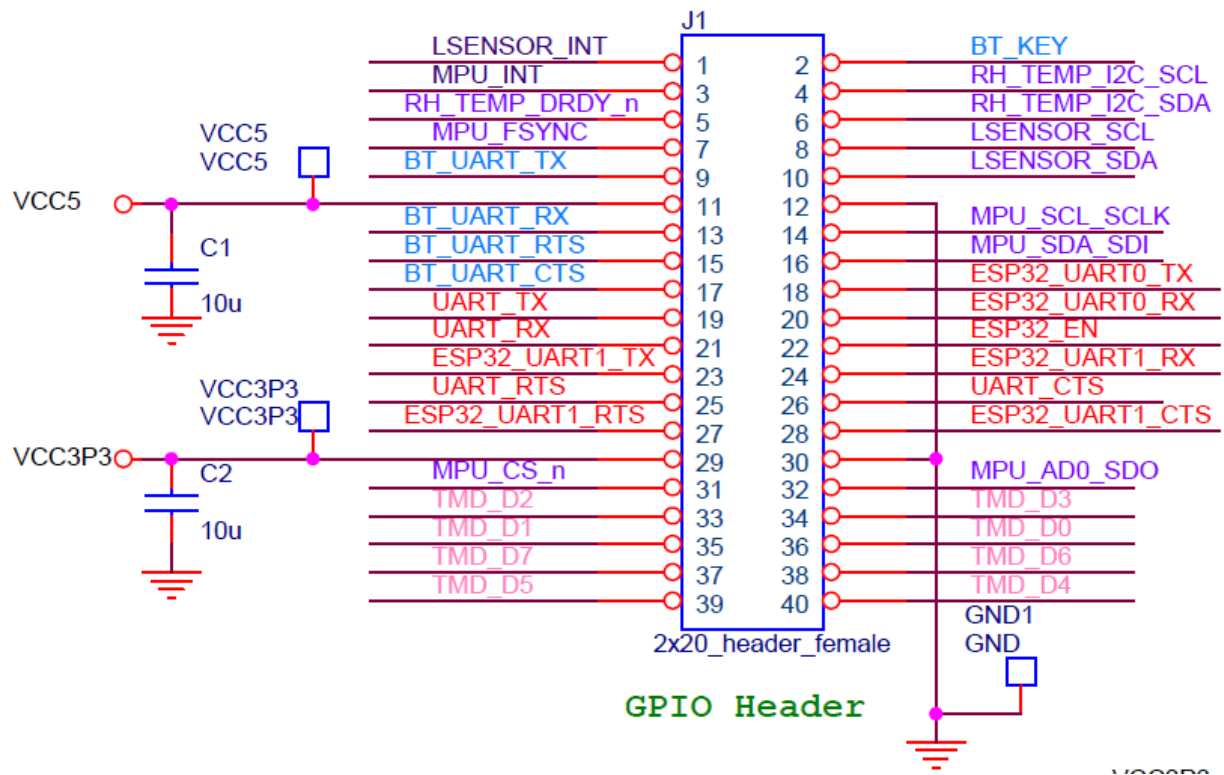 J1
LSENSOR_INT 1 2 BT_KEY
MPU_INT 3 4 RH_TEMP_I2C_SCL
RH_TEMP_DRDY_n 5 6 RH_TEMP_I2C_SDA
MPU_FSYNC 7 8 LSENSOR_SCL
BT_UART_TX 9 10 LSENSOR_SDA
VCC5
VCC5
VCC5 11 12
BT_UART_RX 13 14 MPU_SCL_SCLK
BT_UART_RTS 15 16 MPU_SDA_SDI
BT_UART_CTS 17 18 ESP32_UART0_TX
C1
10u
UART_TX 19 20 ESP32_UART0_RX
UART_RX 21 22 ESP32_EN
ESP32_UART1_TX 23 24 ESP32_UART1_RX
UART_RTS 25 26 UART_CTS
ESP32_UART1_RTS 27 28 ESP32_UART1_CTS
VCC3P3
VCC3P3
VCC3P3 29 30
C2
10u
MPU_CS_n 31 32 MPU_AD0_SDO
TMD_D2 33 34 TMD_D3
TMD_D1 35 36 TMD_D0
TMD_D7 37 38 TMD_D6
TMD_D5 39 40 TMD_D4
2x20_header_female
GND1
GND
GPIO Header